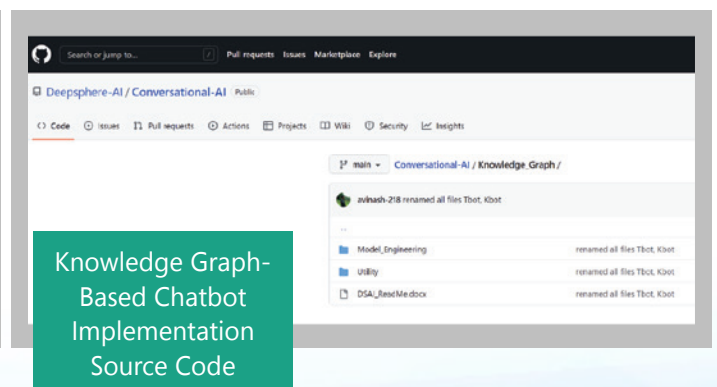 Search or jump to... / Pull requests Issues Marketplace Explore
Deepsphere-AI / Conversational-AI Public
<> Code Issues Pull requests Actions Projects Wiki Security Insights
main Conversational-AI / Knowledge_Graph /
avinash-218 renamed all files Tbot, Kbot
..
Model_Engineering renamed all files Tbot, Kbot
Utility renamed all files Tbot, Kbot
DSAI_ReadMe.docx renamed all files Tbot, Kbot
Knowledge Graph-
Based Chatbot
Implementation
Source Code